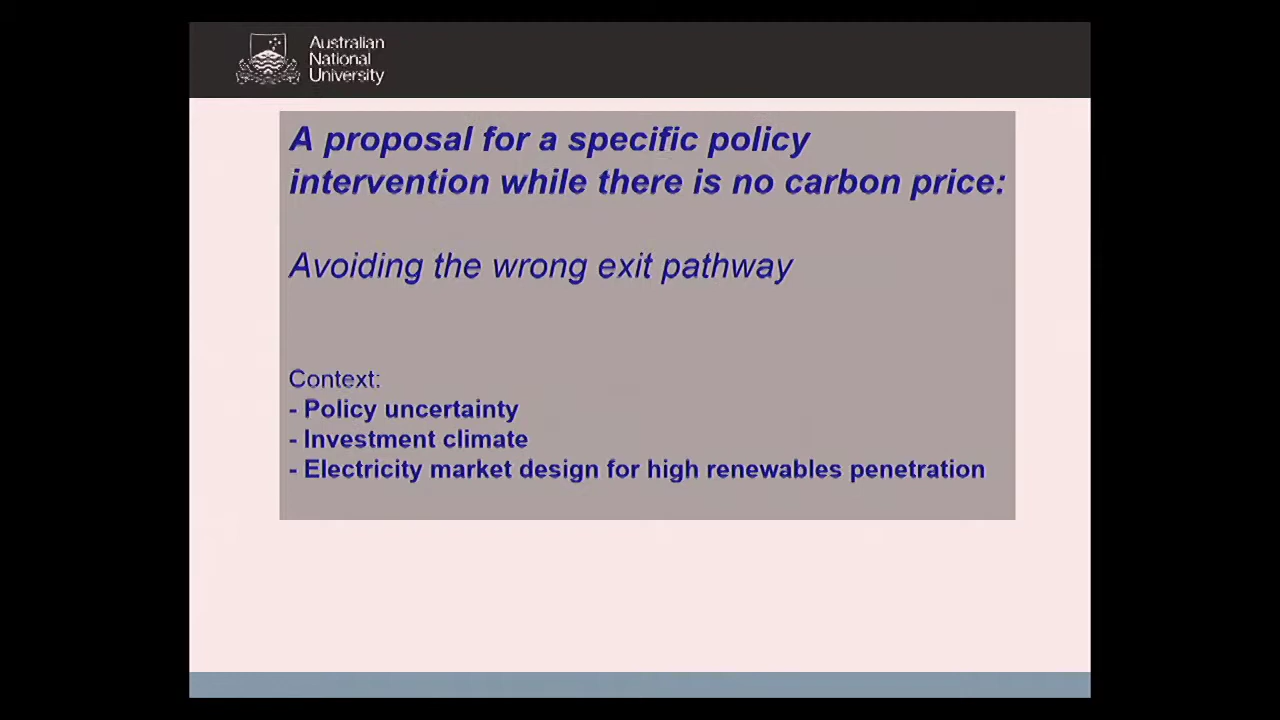 Australian
National
University
A proposal for a specific policy
intervention while there is no carbon price:
Avoiding the wrong exit pathway
Context:
- Policy uncertainty
- Investment climate
- Electricity market design for high renewables penetration